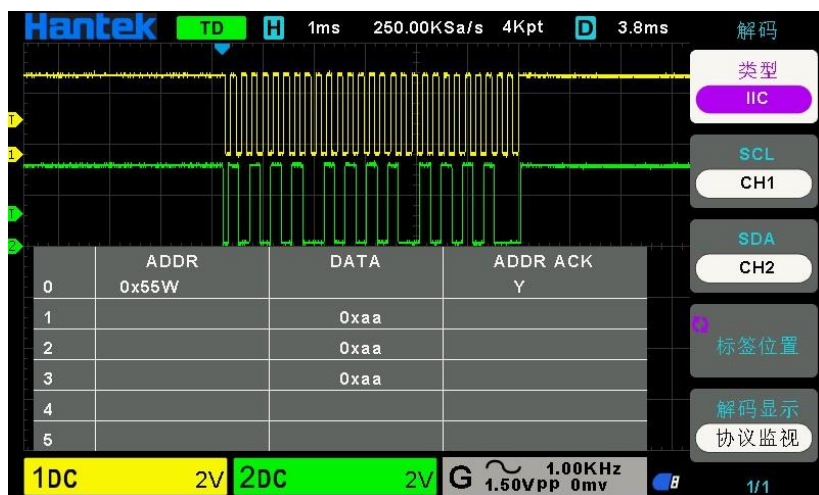 Hantek TD H 1ms 250.00KSa/s 4Kpt D 3.8ms 解码
类型
IIC
T
1
SCL
CH1
T
2
SDA
CH2
ADDR DATA ADDR ACK
0 0x55W Y
1 0xaa
2 0xaa
3 0xaa
4
5
标签位置
解码显示
协议监视
1DC 2V 2DC 2V G 1.00KHz
1.50Vpp 0mv
1/1